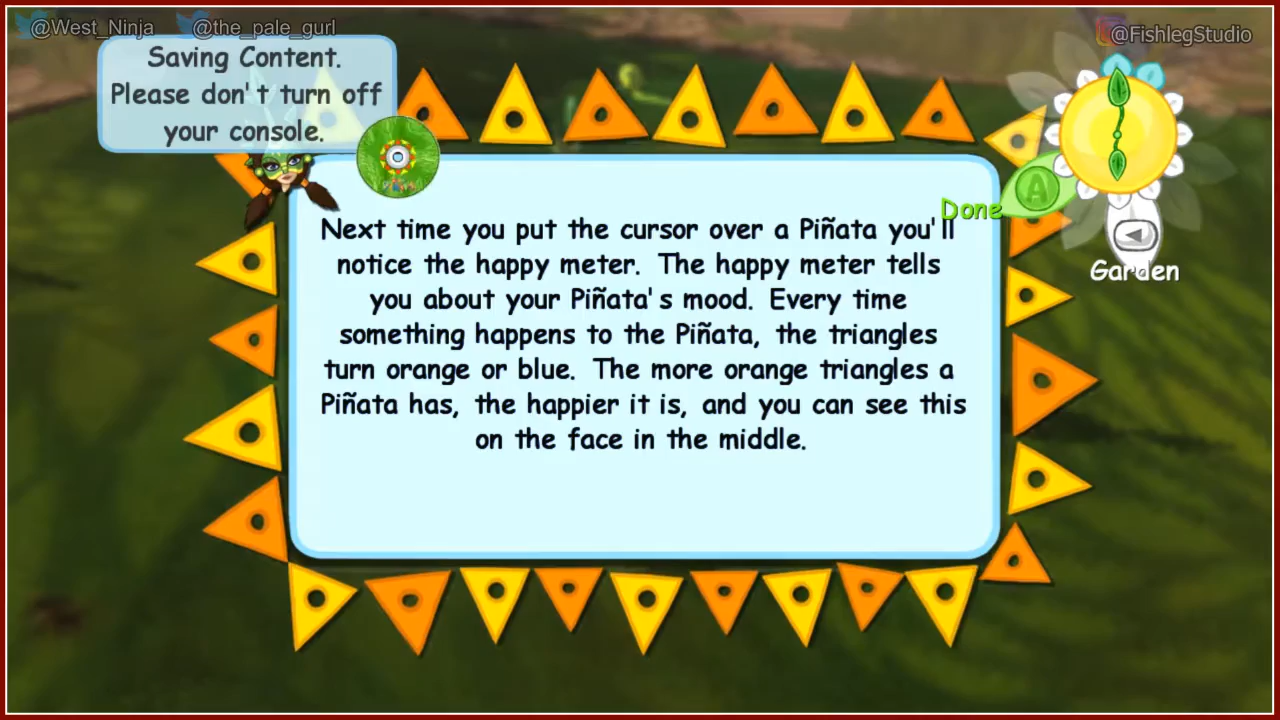 @West_Ninja @the_pale_gurl
@FishlegStudio
Saving Content.
Please don't turn off
your console.
Done
A
Garden
Next time you put the cursor over a Piñata you'll
notice the happy meter. The happy meter tells
you about your Piñata's mood. Every time
something happens to the Piñata, the triangles
turn orange or blue. The more orange triangles a
Piñata has, the happier it is, and you can see this
on the face in the middle.